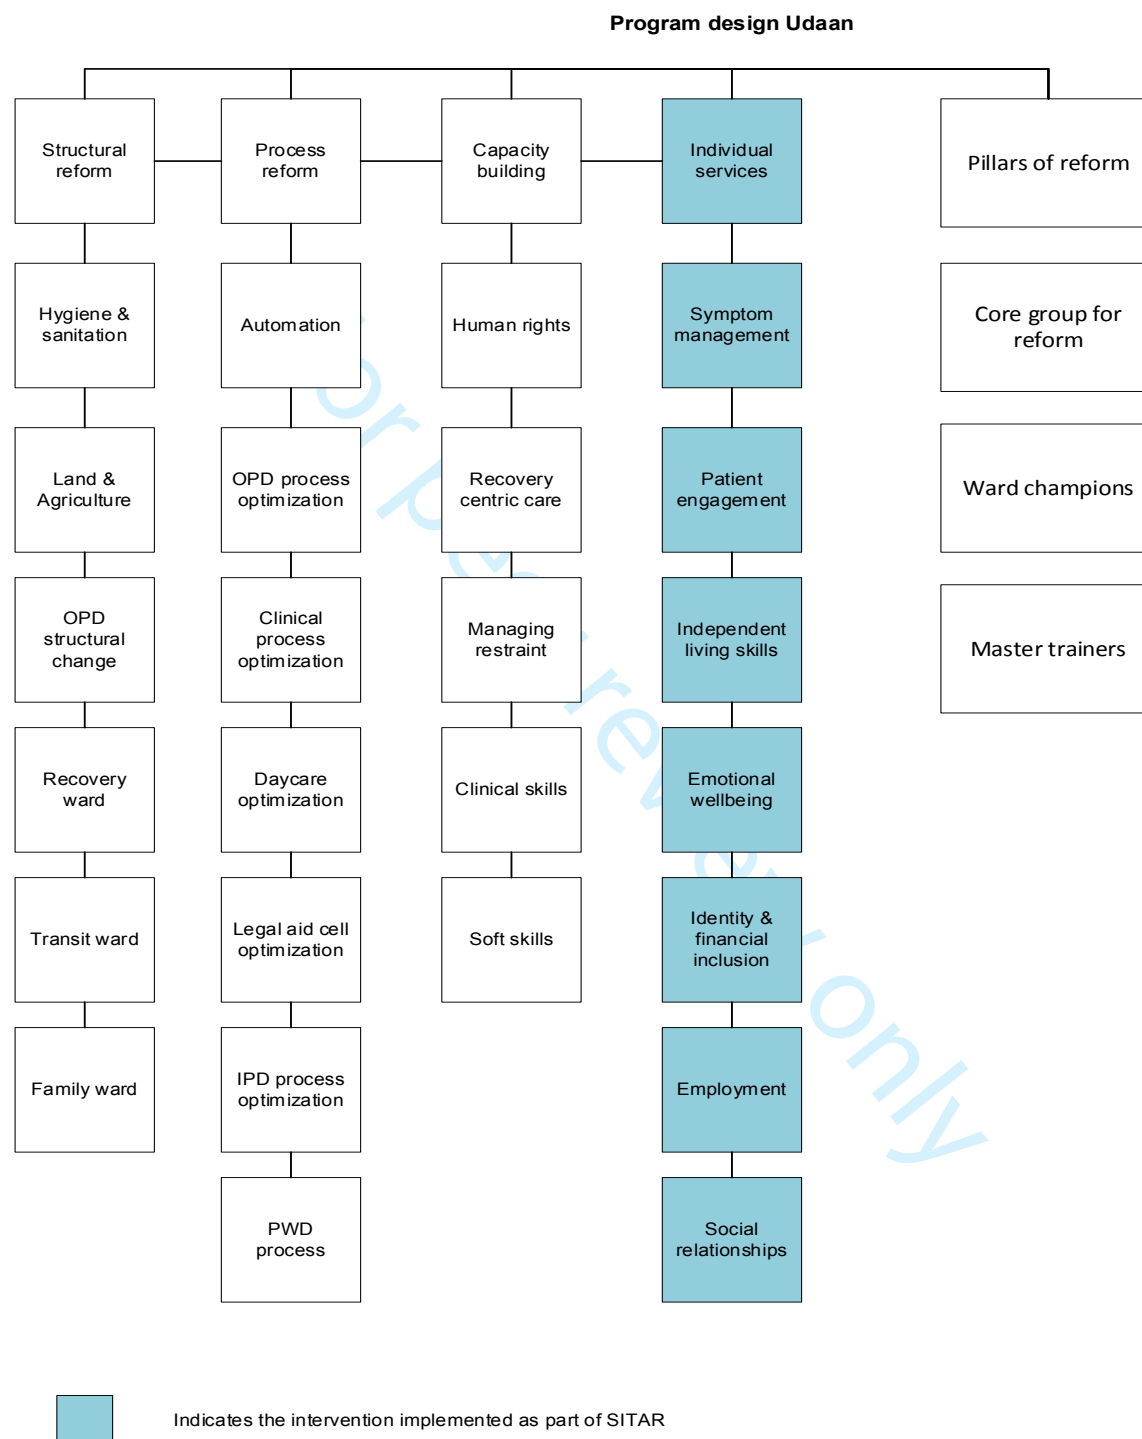 Program design Udaan
Structural
reform
Process
reform
Capacity
building
Individual
services
Pillars of reform
Hygiene &
sanitation
Automation
Human rights
Symptom
management
Core group for
reform
Land &
Agriculture
OPD process
optimization
Recovery
centric care
Patient
engagement
Ward champions
OPD
structural
change
Clinical
process
optimization
Managing
restraint
Independent
living skills
Master trainers
Recovery
ward
Daycare
optimization
Clinical skills
Emotional
wellbeing
Transit ward
Legal aid cell
optimization
Soft skills
Identity &
financial
inclusion
Family ward
IPD process
optimization
Employment
PWD
process
Social
relationships
Indicates the intervention implemented as part of SITAR
For peer review only